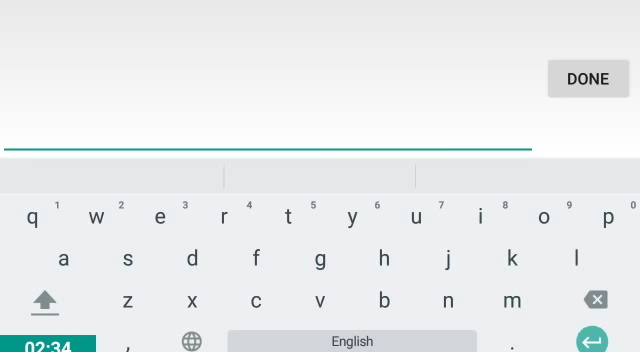 DONE
1 2 3 4 5 6 7 8 9 0
q w e r t y u i o p
a s d f g h j k l
z x c v b n m
02:34 , English .